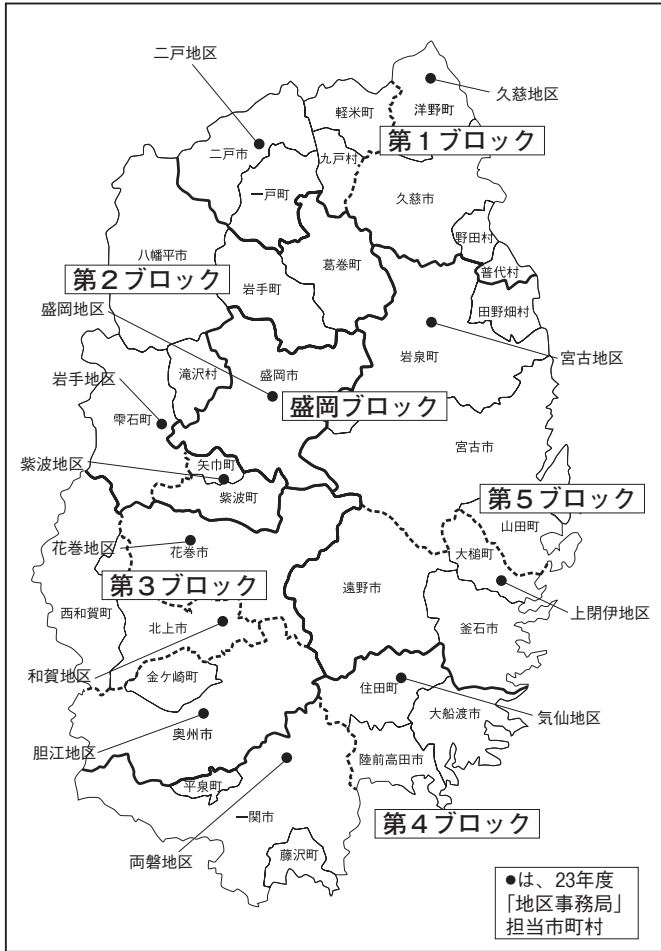 二戸地区
久慈地区
軽米町
洋野町
第1ブロック
二戸市
九戸村
一戸町
久慈市
野田村
普代村
八幡平市
葛巻町
第2ブロック
岩手町
田野畑村
盛岡地区
岩泉町
宮古地区
滝沢村
盛岡市
岩手地区
盛岡ブロック
雫石町
宮古市
紫波地区
矢巾町
紫波町
第5ブロック
山田町
花巻地区
花巻市
大槌町
第3ブロック
遠野市
上閉伊地区
西和賀町
北上市
釜石市
和賀地区
金ケ崎町
住田町
気仙地区
大船渡市
奥州市
胆江地区
陸前高田市
平泉町
一関市
第4ブロック
両磐地区
藤沢町
●は、23年度
「地区事務局」
担当市町村